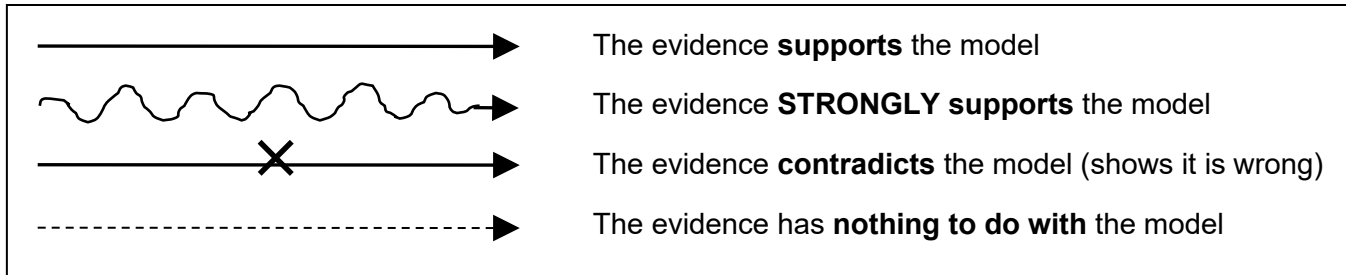 The evidence supports the model
The evidence STRONGLY supports the model
The evidence contradicts the model (shows it is wrong)
The evidence has nothing to do with the model